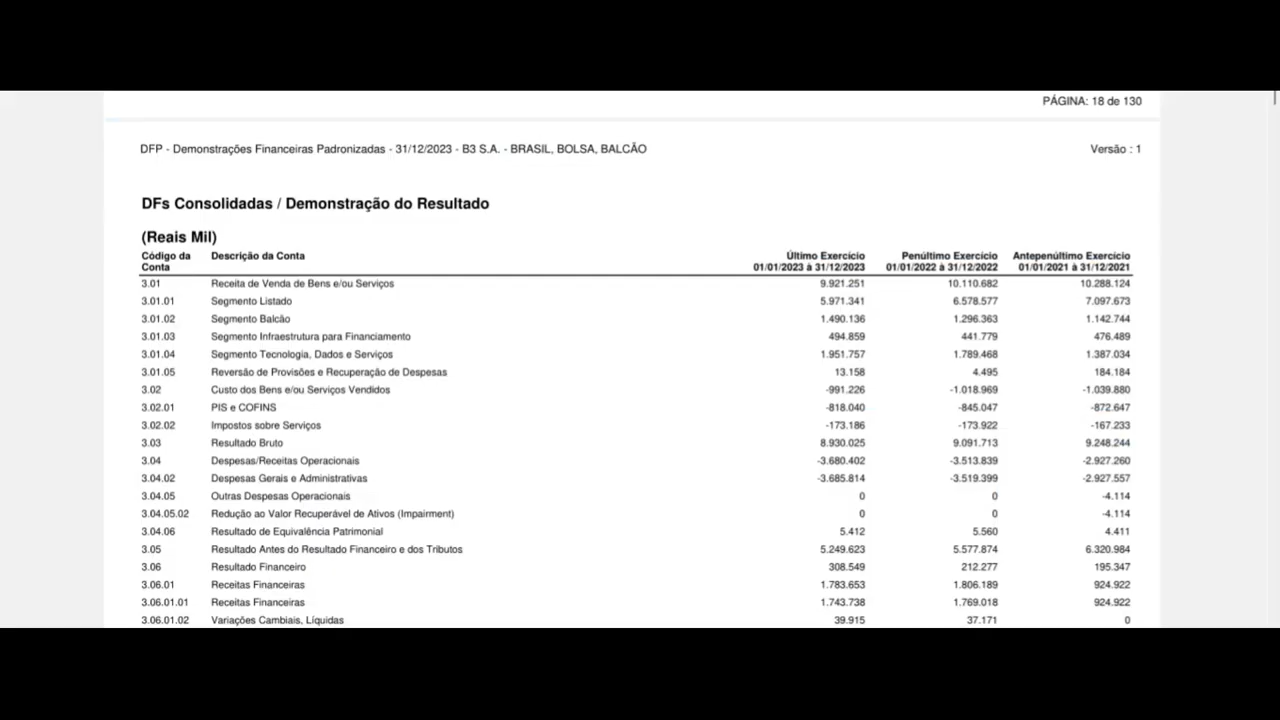 PÁGINA: 18 de 130
DFP - Demonstrações Financeiras Padronizadas - 31/12/2023 - B3 S.A. - BRASIL, BOLSA, BALCÃO Versão : 1
DFs Consolidadas / Demonstração do Resultado
(Reais Mil)
Código da Descrição da Conta Último Exercício Penúltimo Exercício Antepenúltimo Exercício
Conta 01/01/2023 à 31/12/2023 01/01/2022 à 31/12/2022 01/01/2021 à 31/12/2021
3.01 Receita de Venda de Bens e/ou Serviços 9.921.251 10.110.682 10.288.124
3.01.01 Segmento Listado 5.971.341 6.578.577 7.097.673
3.01.02 Segmento Balcão 1.490.136 1.296.363 1.142.744
3.01.03 Segmento Infraestrutura para Financiamento 494.859 441.779 476.489
3.01.04 Segmento Tecnologia, Dados e Serviços 1.951.757 1.789.468 1.387.034
3.01.05 Reversão de Provisões e Recuperação de Despesas 13.158 4.495 184.184
3.02 Custo dos Bens e/ou Serviços Vendidos -991.226 -1.018.969 -1.039.880
3.02.01 PIS e COFINS -818.040 -845.047 -872.647
3.02.02 Impostos sobre Serviços -173.186 -173.922 -167.233
3.03 Resultado Bruto 8.930.025 9.091.713 9.248.244
3.04 Despesas/Receitas Operacionais -3.680.402 -3.513.839 -2.927.260
3.04.02 Despesas Gerais e Administrativas -3.685.814 -3.519.399 -2.927.557
3.04.05 Outras Despesas Operacionais 0 0 -4.114
3.04.05.02 Redução ao Valor Recuperável de Ativos (Impairment) 0 0 -4.114
3.04.06 Resultado de Equivalência Patrimonial 5.412 5.560 4.411
3.05 Resultado Antes do Resultado Financeiro e dos Tributos 5.249.623 5.577.874 6.320.984
3.06 Resultado Financeiro 308.549 212.277 195.347
3.06.01 Receitas Financeiras 1.783.653 1.806.189 924.922
3.06.01.01 Receitas Financeiras 1.743.738 1.769.018 924.922
3.06.01.02 Variações Cambiais, Líquidas 39.915 37.171 0